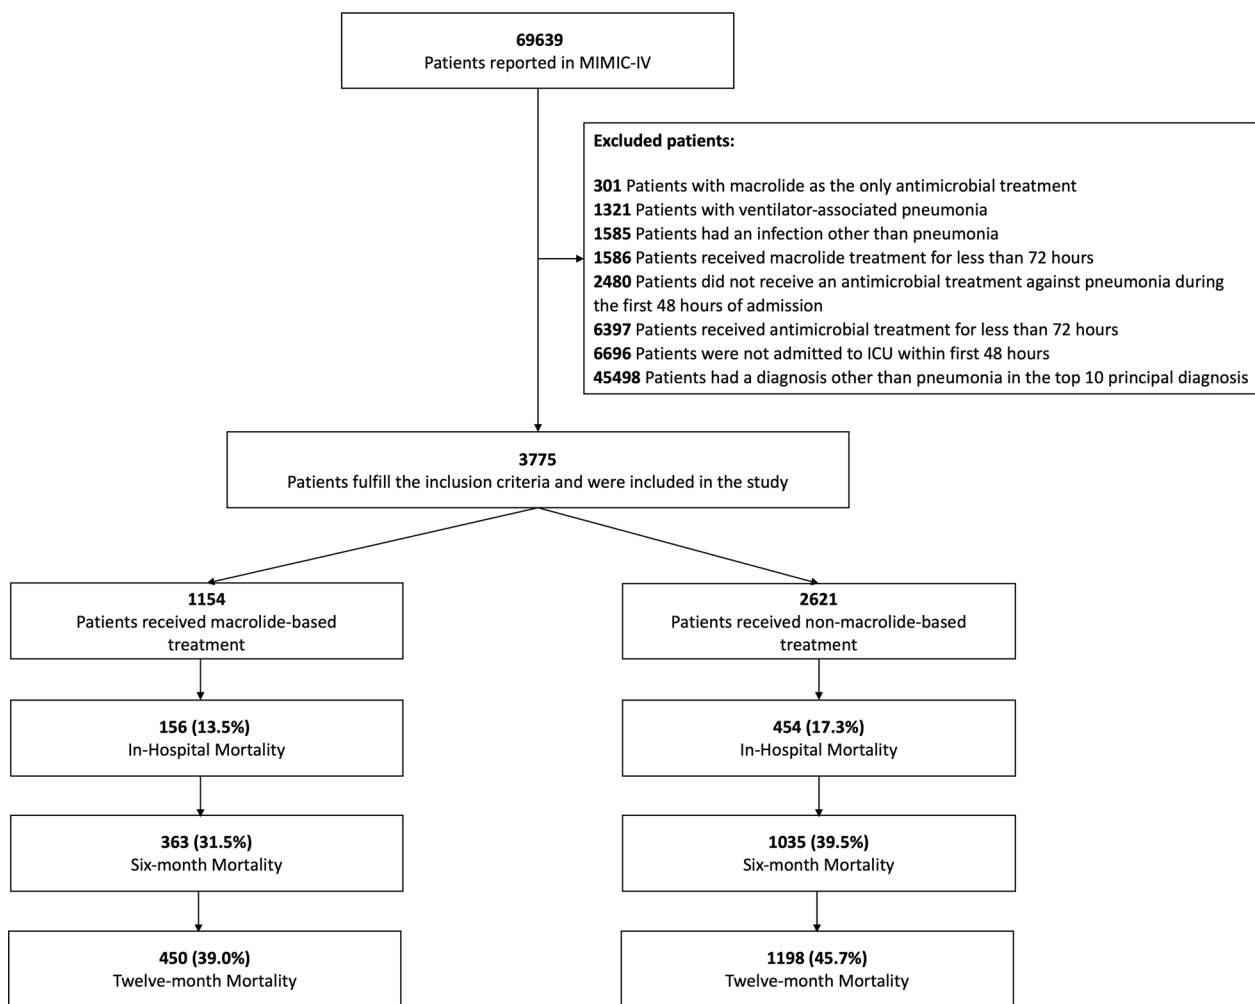 69639
Patients reported in MIMIC-IV
Excluded patients:
301 Patients with macrolide as the only antimicrobial treatment
1321 Patients with ventilator-associated pneumonia
1585 Patients had an infection other than pneumonia
1586 Patients received macrolide treatment for less than 72 hours
2480 Patients did not receive an antimicrobial treatment against pneumonia during
the first 48 hours of admission
6397 Patients received antimicrobial treatment for less than 72 hours
6696 Patients were not admitted to ICU within first 48 hours
45498 Patients had a diagnosis other than pneumonia in the top 10 principal diagnosis
3775
Patients fulfill the inclusion criteria and were included in the study
1154
Patients received macrolide-based
treatment
2621
Patients received non-macrolide-based
treatment
156 (13.5%)
In-Hospital Mortality
454 (17.3%)
In-Hospital Mortality
363 (31.5%)
Six-month Mortality
1035 (39.5%)
Six-month Mortality
450 (39.0%)
Twelve-month Mortality
1198 (45.7%)
Twelve-month Mortality